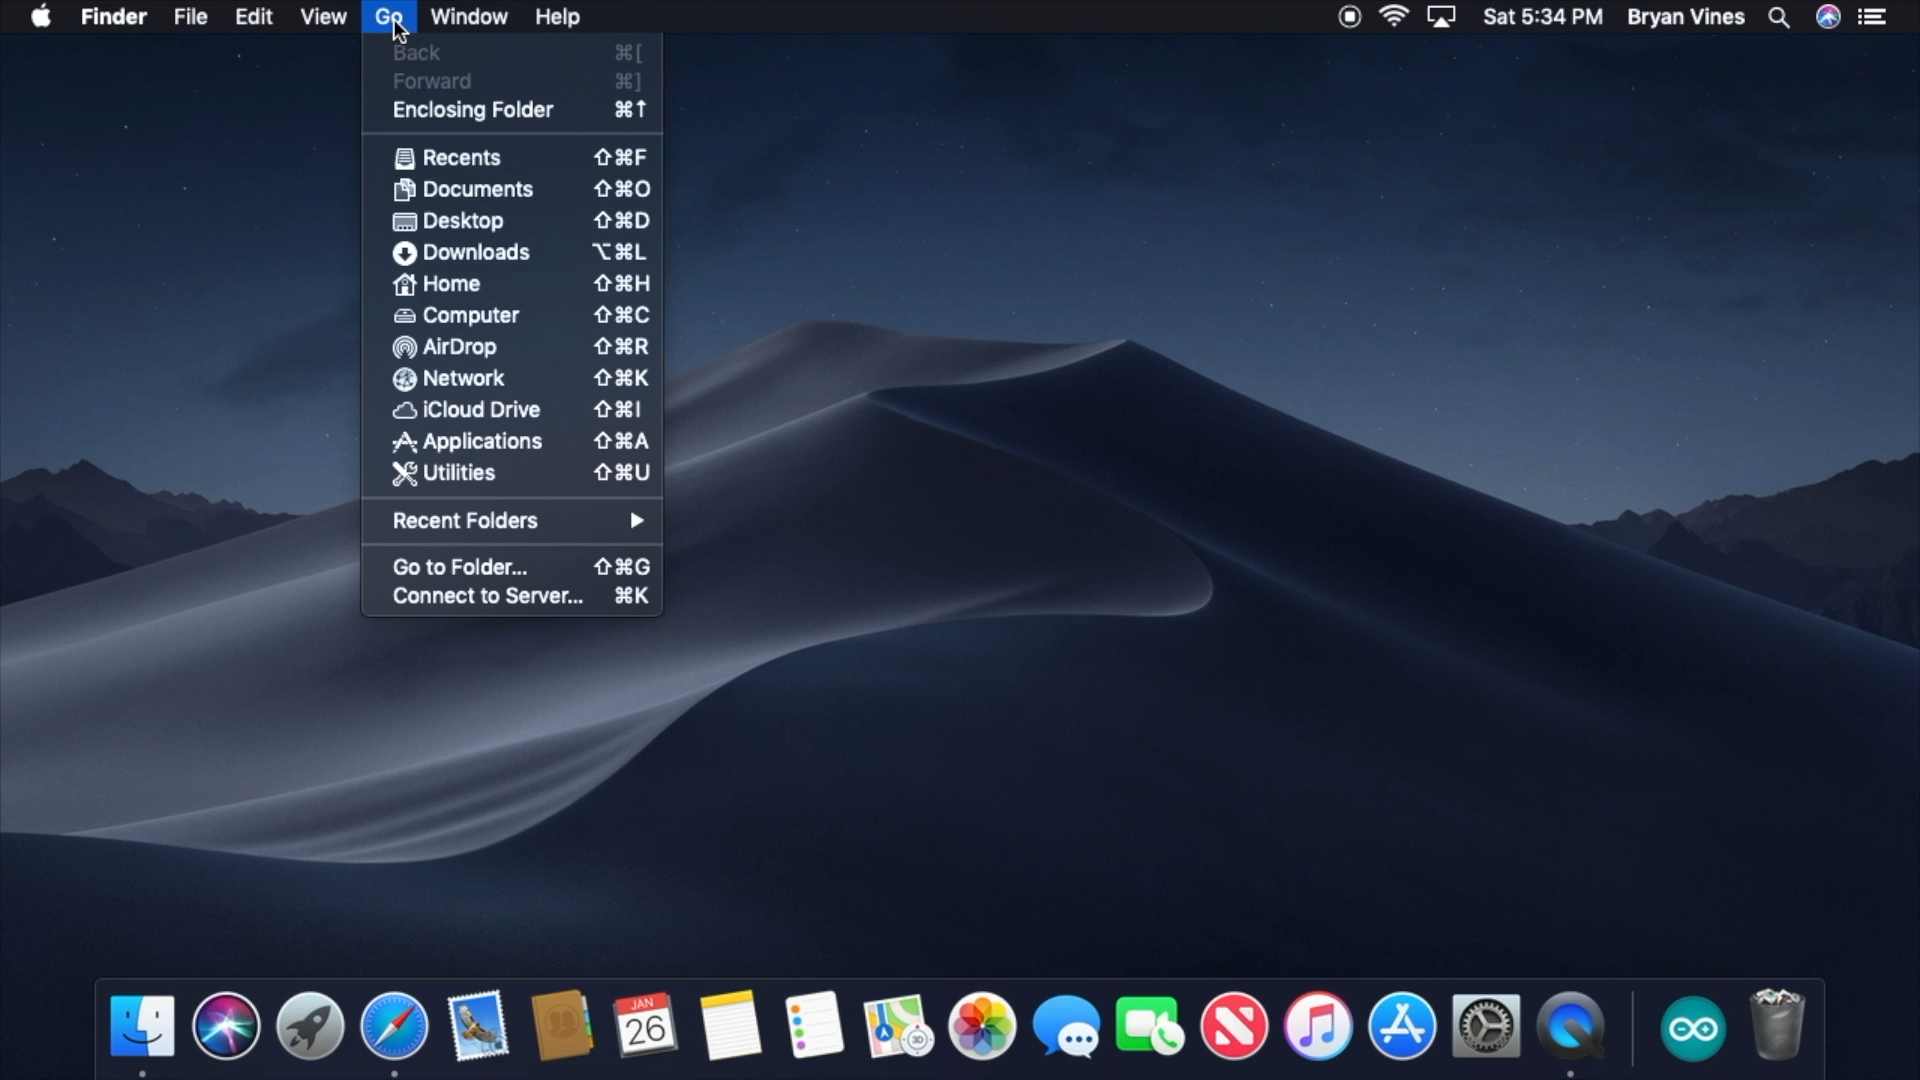 Finder File Edit View Go Window Help Sat 5:34 PM Bryan Vines
Back ⌘[
Forward ⌘]
Enclosing Folder ⌘↑
Recents ⇧⌘F
Documents ⇧⌘O
Desktop ⇧⌘D
Downloads ⌥⌘L
Home ⇧⌘H
Computer ⇧⌘C
AirDrop ⇧⌘R
Network ⇧⌘K
iCloud Drive ⇧⌘I
Applications ⇧⌘A
Utilities ⇧⌘U
Recent Folders
Go to Folder... ⇧⌘G
Connect to Server... ⌘K
JAN
26
3D